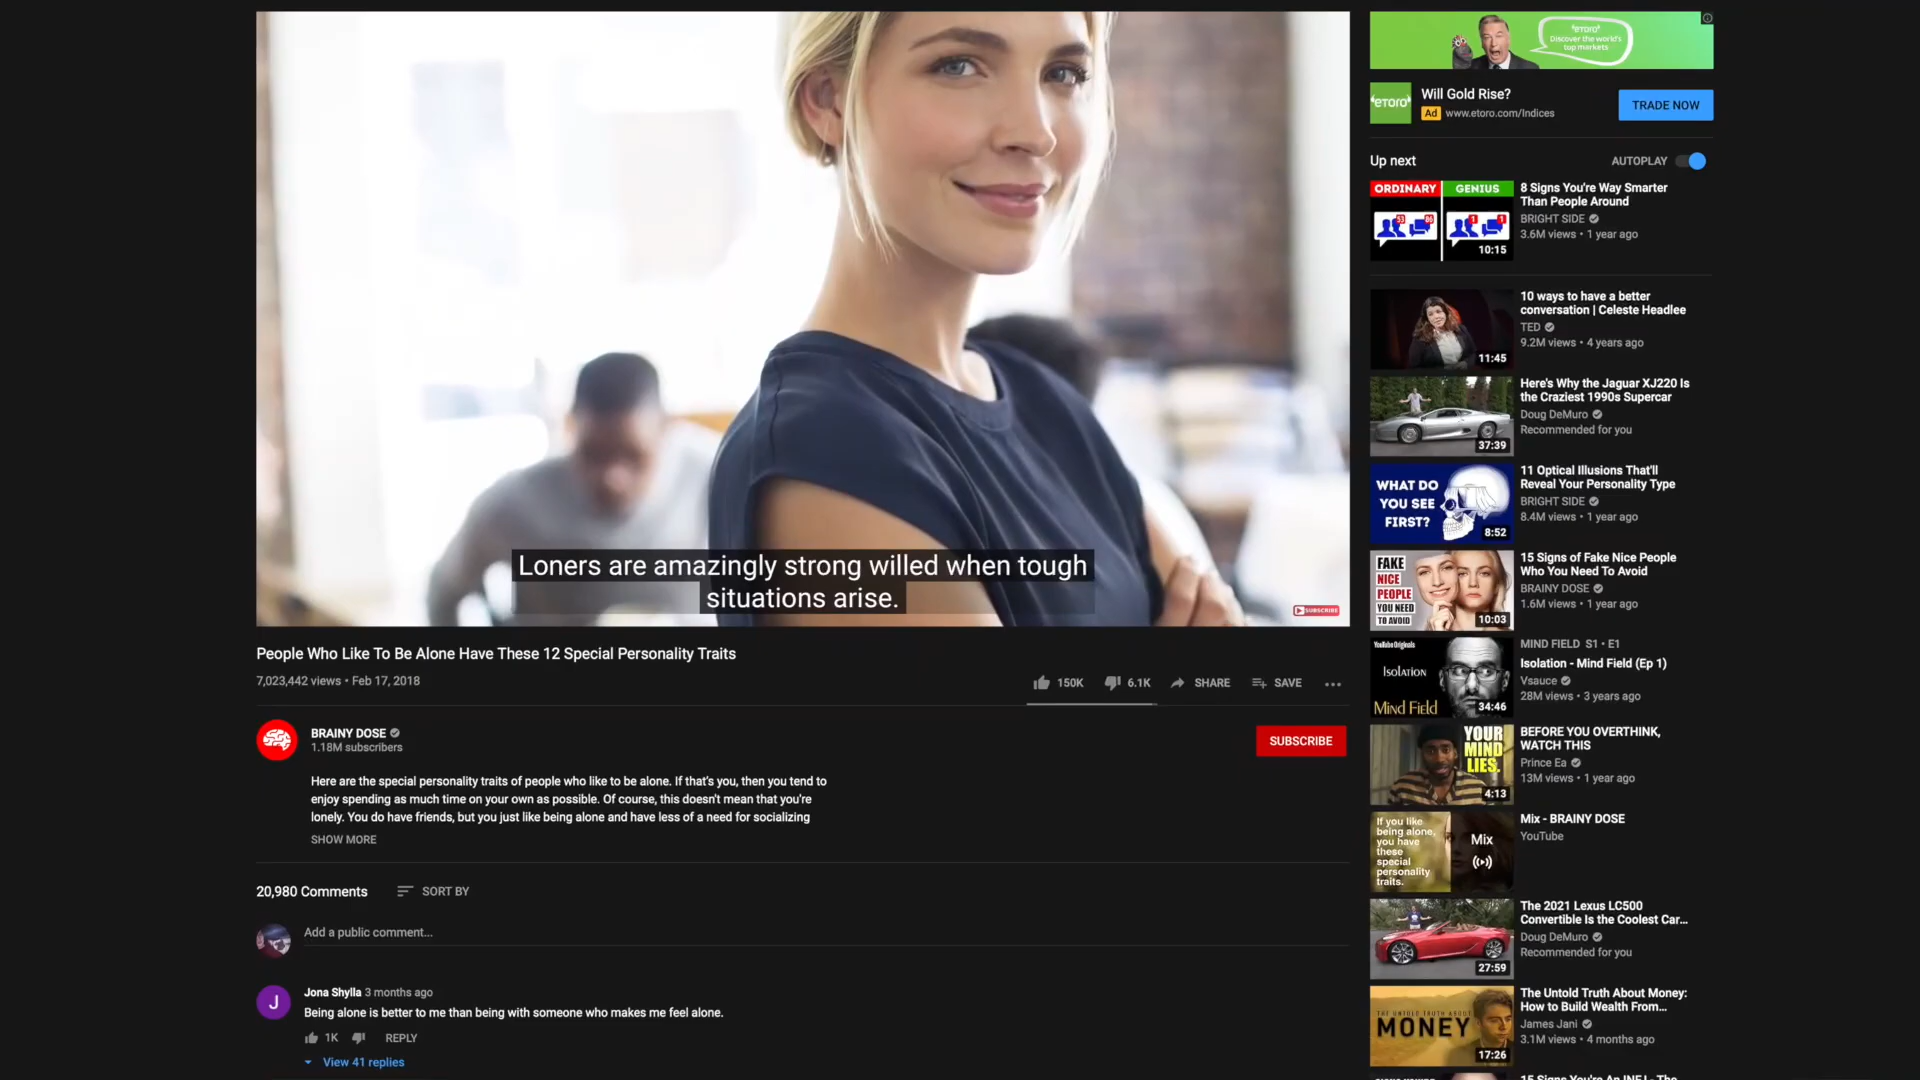 Loners are amazingly strong willed when tough
situations arise.
SUBSCRIBE
People Who Like To Be Alone Have These 12 Special Personality Traits
7,023,442 views • Feb 17, 2018
150K
6.1K
SHARE
SAVE
BRAINY DOSE
1.18M subscribers
SUBSCRIBE
Here are the special personality traits of people who like to be alone. If that's you, then you tend to
enjoy spending as much time on your own as possible. Of course, this doesn't mean that you're
lonely. You do have friends, but you just like being alone and have less of a need for socializing
SHOW MORE
20,980 Comments
SORT BY
Add a public comment...
J
Jona Shylla 3 months ago
Being alone is better to me than being with someone who makes me feel alone.
1K
REPLY
View 41 replies
eToro
Discover the world's
top markets
eToro
Will Gold Rise?
Ad www.etoro.com/Indices
TRADE NOW
Up next
AUTOPLAY
ORDINARY
GENIUS
10:15
8 Signs You're Way Smarter
Than People Around
BRIGHT SIDE
3.6M views • 1 year ago
11:45
10 ways to have a better
conversation | Celeste Headlee
TED
9.2M views • 4 years ago
37:39
Here's Why the Jaguar XJ220 Is
the Craziest 1990s Supercar
Doug DeMuro
Recommended for you
WHAT DO
YOU SEE
FIRST?
8:52
11 Optical Illusions That'll
Reveal Your Personality Type
BRIGHT SIDE
8.4M views • 1 year ago
FAKE
NICE
PEOPLE
YOU NEED
TO AVOID
10:03
15 Signs of Fake Nice People
Who You Need To Avoid
BRAINY DOSE
1.6M views • 1 year ago
YouTube Originals
ISOLATION
Mind Field
34:46
MIND FIELD S1 • E1
Isolation - Mind Field (Ep 1)
Vsauce
28M views • 3 years ago
YOUR
MIND
LIES.
4:13
BEFORE YOU OVERTHINK,
WATCH THIS
Prince Ea
13M views • 1 year ago
If you like
being alone,
you have
these
special
personality
traits.
Mix
Mix - BRAINY DOSE
YouTube
27:59
The 2021 Lexus LC500
Convertible Is the Coolest Car...
Doug DeMuro
Recommended for you
THE UNTOLD TRUTH ABOUT
MONEY
17:26
The Untold Truth About Money:
How to Build Wealth From...
James Jani
3.1M views • 4 months ago